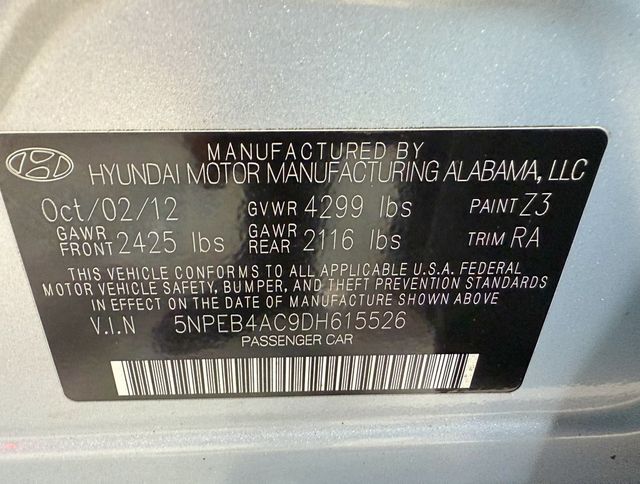 MANUFACTURED BY
HYUNDAI MOTOR MANUFACTURING ALABAMA, LLC
Oct/02/12 GVWR 4299 lbs PAINT Z3
GAWR FRONT 2425 lbs GAWR REAR 2116 lbs TRIM RA
THIS VEHICLE CONFORMS TO ALL APPLICABLE U.S.A. FEDERAL
MOTOR VEHICLE SAFETY, BUMPER, AND THEFT PREVENTION STANDARDS
IN EFFECT ON THE DATE OF MANUFACTURE SHOWN ABOVE
V.I.N 5NPEB4AC9DH615526
PASSENGER CAR